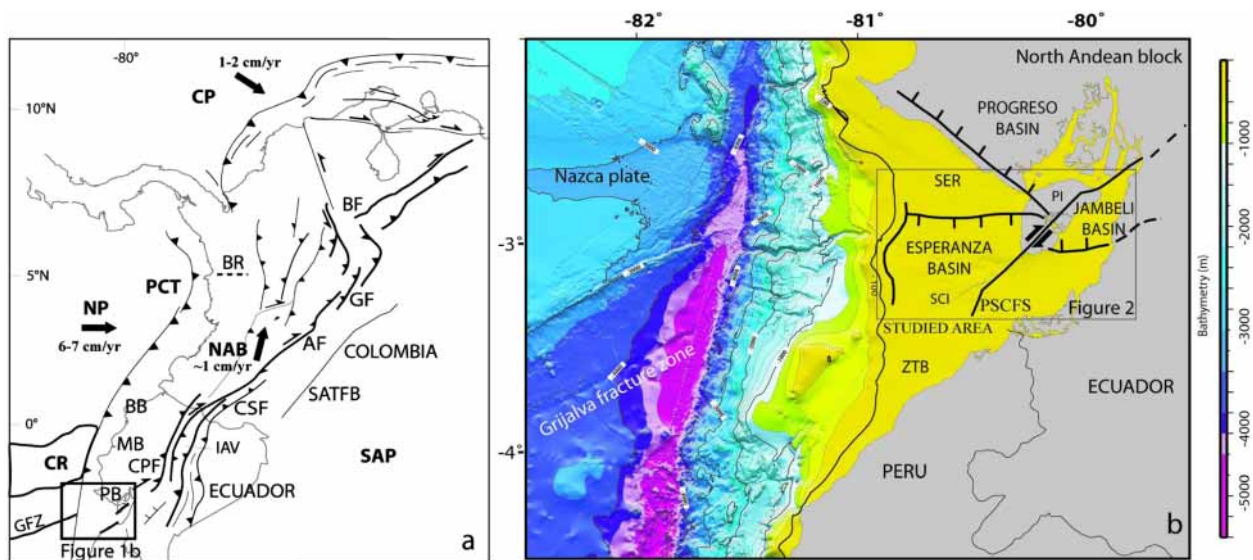 -80°
10°N
5°N
0°
1-2 cm/yr
CP
BF
BR
PCT
GF
NP
6-7 cm/yr
NAB
~1 cm/yr
AF
COLOMBIA
SATFB
CSF
BB
MB
IAV
SAP
CR
CPF
ECUADOR
PB
GFZ
Figure 1b
a
-82°
-81°
-80°
-3°
-4°
North Andean block
PROGRESO
BASIN
Nazca plate
SER
PI
JAMBELI
BASIN
ESPERANZA
BASIN
-100
SCI
PSCFS
Figure 2
STUDIED AREA
Grijalva fracture zone
ZTB
ECUADOR
PERU
b
-1000
-2000
-3000
-4000
-5000
Bathymetry (m)